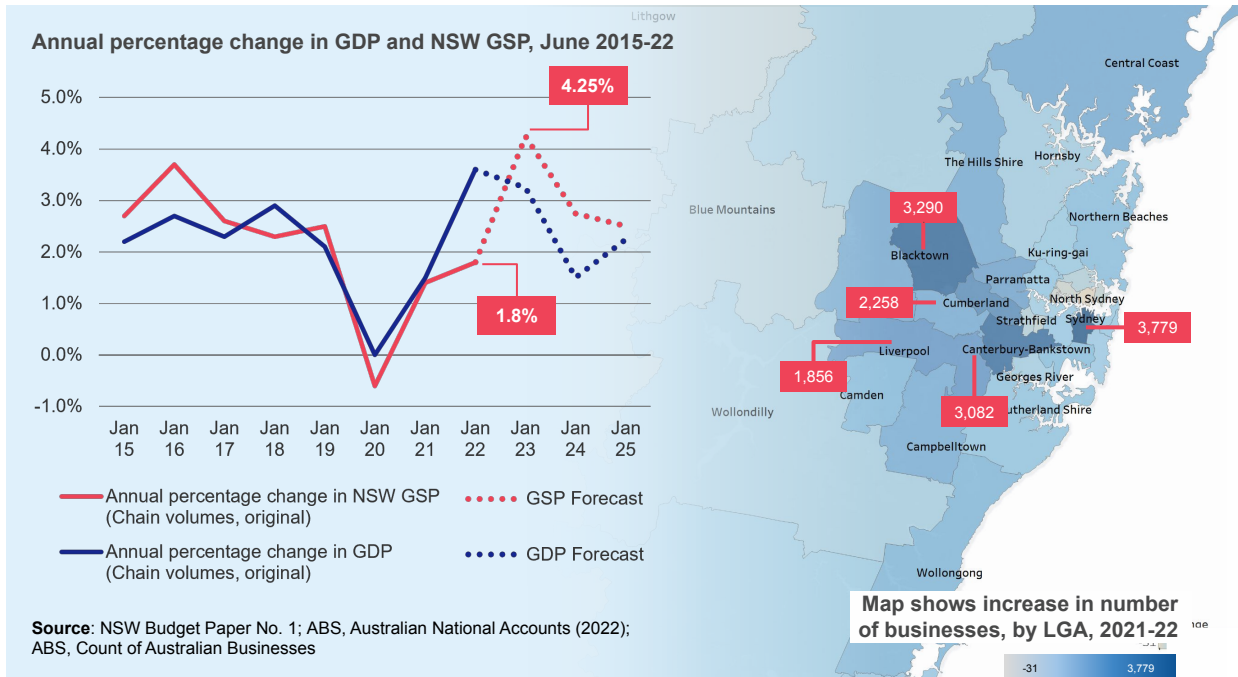 Lithgow
Annual percentage change in GDP and NSW GSP, June 2015-22
4.25%
5.0%
4.0%
3.0%
2.0%
1.0%
0.0%
-1.0%
1.8%
Jan 15
Jan 16
Jan 17
Jan 18
Jan 19
Jan 20
Jan 21
Jan 22
Jan 23
Jan 24
Jan 25
Annual percentage change in NSW GSP
(Chain volumes, original)
GSP Forecast
Annual percentage change in GDP
(Chain volumes, original)
GDP Forecast
Source: NSW Budget Paper No. 1; ABS, Australian National Accounts (2022);
ABS, Count of Australian Businesses
Central Coast
The Hills Shire
Hornsby
Blue Mountains
3,290
Northern Beaches
Blacktown
Ku-ring-gai
Parramatta
2,258
Cumberland
North Sydney
Strathfield
Sydney
3,779
Liverpool
Canterbury-Bankstown
1,856
Georges River
Camden
3,082
utherland Shire
Wollondilly
Campbelltown
Wollongong
Map shows increase in number
of businesses, by LGA, 2021-22
-31
3,779